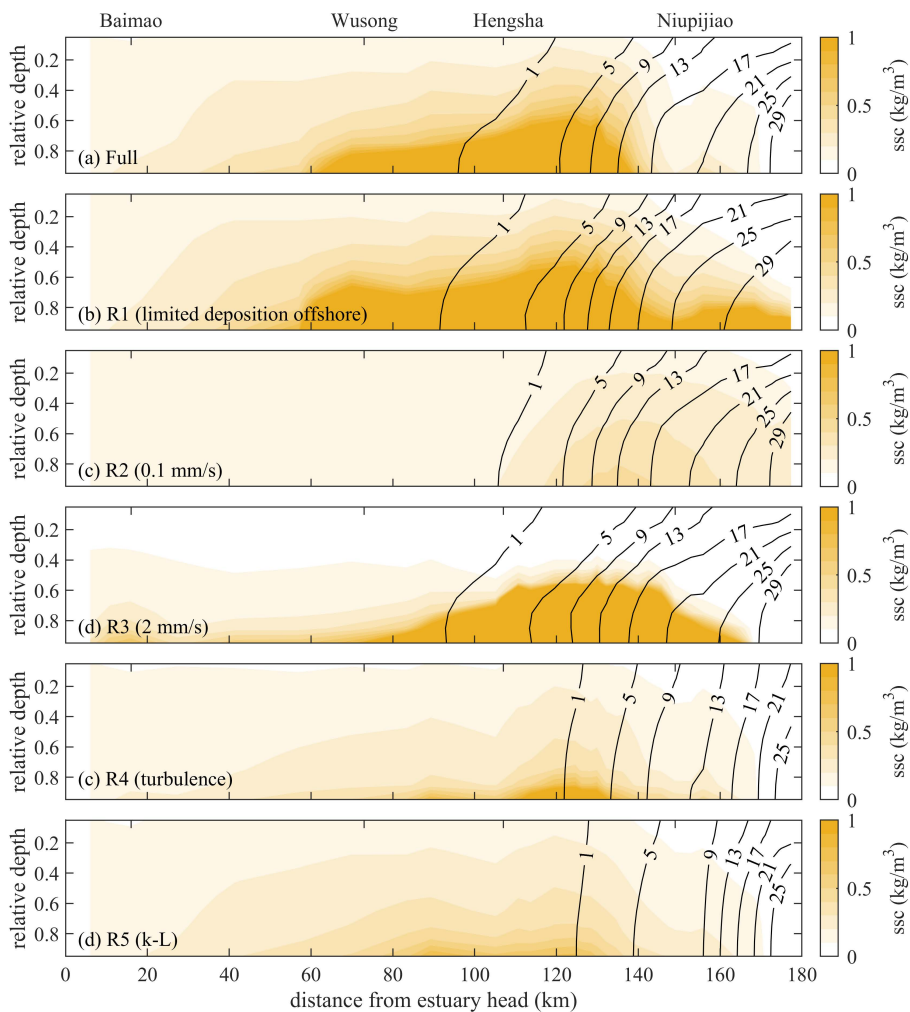 Baimao Wusong Hengsha Niupijiao
relative depth
0.2
0.4
0.6
0.8
1 5 9 13 17 21 25 29
(a) Full
1
0.5
0
ssc (kg/m³)
relative depth
0.2
0.4
0.6
0.8
1 5 9 13 17 21 25 29
(b) R1 (limited deposition offshore)
1
0.5
0
ssc (kg/m³)
relative depth
0.2
0.4
0.6
0.8
1 5 9 13 17 21 25 29
(c) R2 (0.1 mm/s)
1
0.5
0
ssc (kg/m³)
relative depth
0.2
0.4
0.6
0.8
1 5 9 13 17 21 25 29
(d) R3 (2 mm/s)
1
0.5
0
ssc (kg/m³)
relative depth
0.2
0.4
0.6
0.8
1 5 9 13 17 21 25
(c) R4 (turbulence)
1
0.5
0
ssc (kg/m³)
relative depth
0.2
0.4
0.6
0.8
1 5 9 13 17 21 25
(d) R5 (k-L)
1
0.5
0
ssc (kg/m³)
0 20 40 60 80 100 120 140 160 180
distance from estuary head (km)